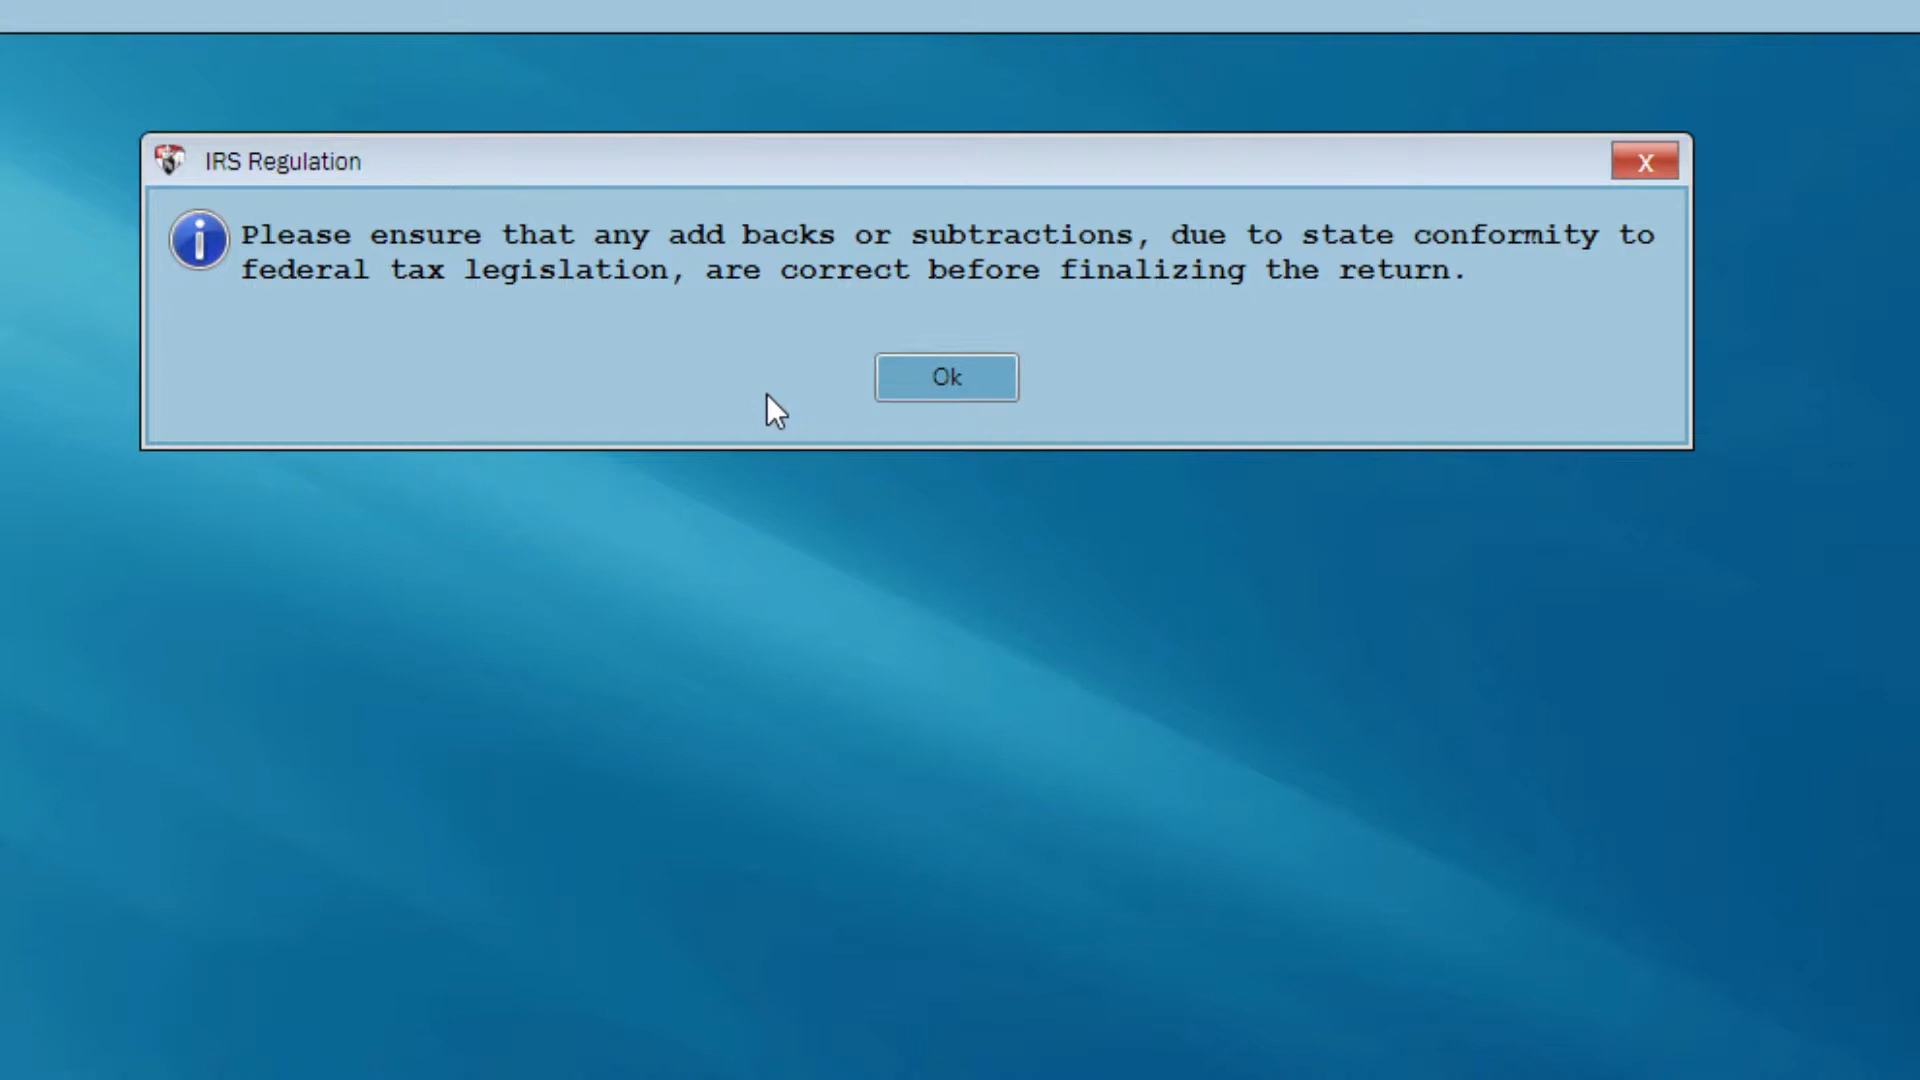 IRS Regulation
X
Please ensure that any add backs or subtractions, due to state conformity to
federal tax legislation, are correct before finalizing the return.
Ok